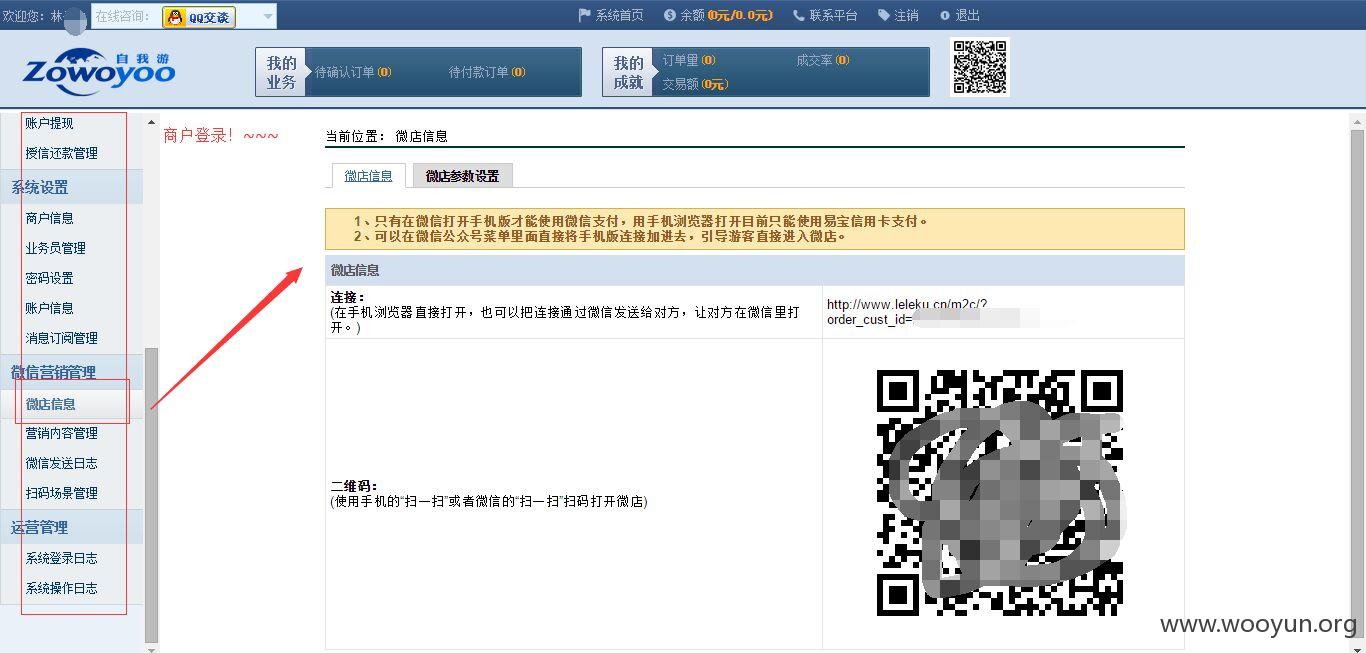 欢迎您: 林
在线咨询:
QQ交谈
系统首页
余额(0元/0.0元)
联系平台
注销
退出
自我游
Zowoyoo
我的业务
待确认订单(0)
待付款订单(0)
我的成就
订单量(0)
成交率(0)
交易额(0元)
账户提现
授信还款管理
系统设置
商户信息
业务员管理
密码设置
账户信息
消息订阅管理
微信营销管理
微店信息
营销内容管理
微信发送日志
扫码场景管理
运营管理
系统登录日志
系统操作日志
商户登录！~~~
当前位置： 微店信息
微店信息
微店参数设置
1、只有在微信打开手机版才能使用微信支付，用手机浏览器打开目前只能使用易宝信用卡支付。
2、可以在微信公众号菜单里面直接将手机版连接加进去，引导游客直接进入微店。
微店信息
连接：
(在手机浏览器直接打开，也可以把连接通过微信发送给对方，让对方在微信里打
开。)
http://www.leleku.cn/m2c/?
order_cust_id=
二维码：
(使用手机的“扫一扫”或者微信的“扫一扫”扫码打开微店)
www.wooyun.org